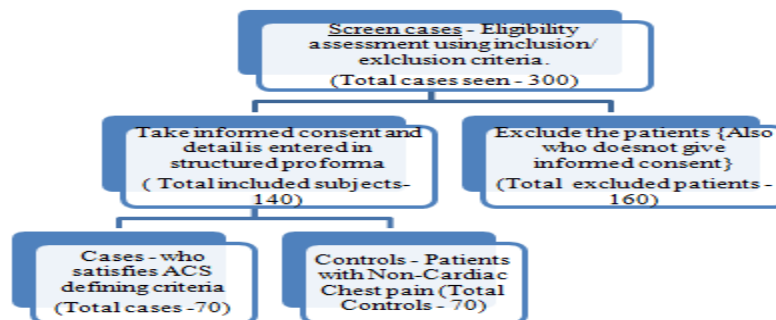 Screen cases - Eligibility
assessment using inclusion/
exlclusion criteria.
(Total cases seen - 300)
Take informed consent and
detail is entered in
structured proforma
( Total included subjects-
140)
Exclude the patients {Also
who doesnot give
informed consent}
(Total excluded patients -
160)
Cases - who
satisfies ACS
defining criteria
(Total cases -70)
Controls - Patients
with Non-Cardiac
Chest pain (Total
Controls - 70)